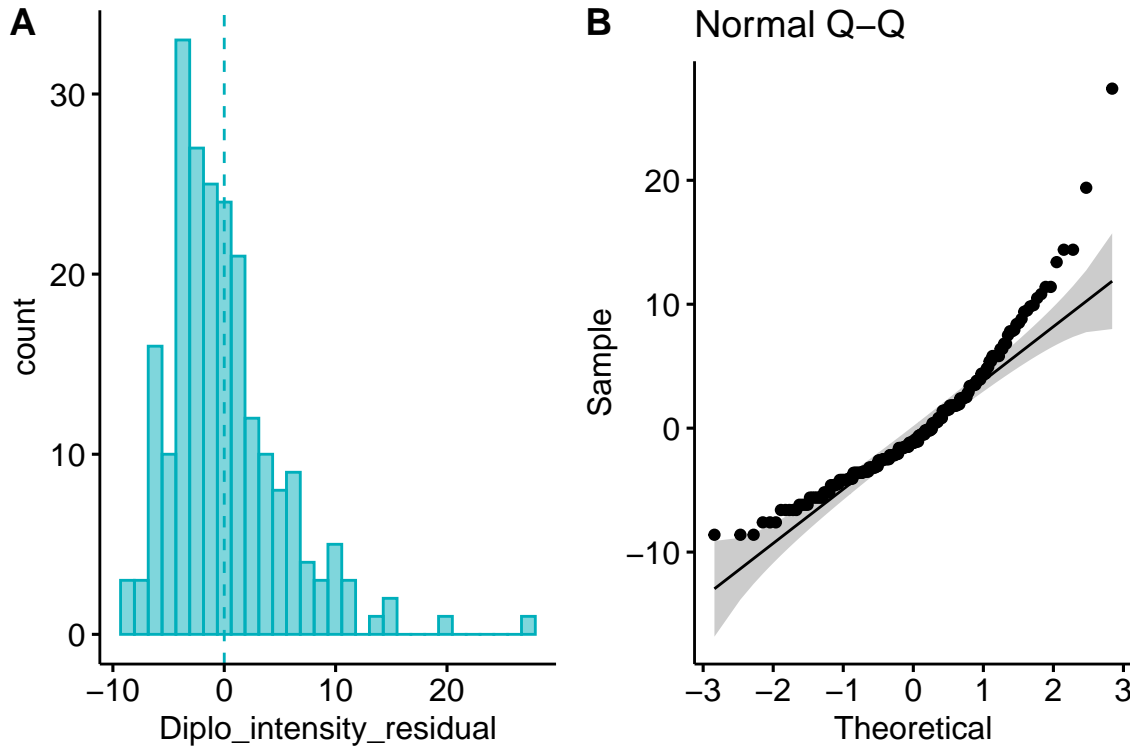 A
30
20
10
0
count
−10 0 10 20
Diplo_intensity_residual
B Normal Q−Q
20
10
0
−10
Sample
−3 −2 −1 0 1 2 3
Theoretical